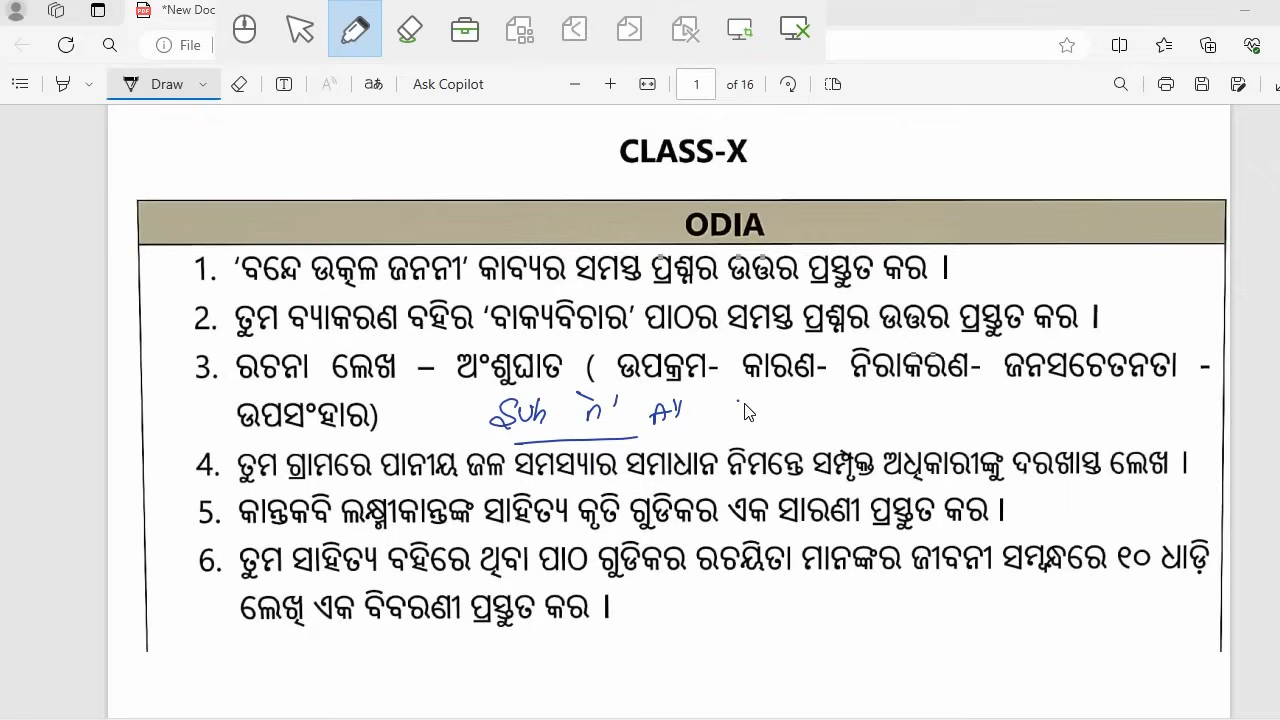 *New Doc
File
Draw
aあ
Ask Copilot
1 of 16
CLASS-X
ODIA
1. 'ବନ୍ଦେ ଉତ୍କଳ ଜନନୀ' କାବ୍ୟର ସମସ୍ତ ପ୍ରଶ୍ନର ଉତ୍ତର ପ୍ରସ୍ତୁତ କର ।
2. ତୁମ ବ୍ୟାକରଣ ବହିର 'ବାକ୍ୟବିଚାର' ପାଠର ସମସ୍ତ ପ୍ରଶ୍ନର ଉତ୍ତର ପ୍ରସ୍ତୁତ କର ।
3. ରଚନା ଲେଖ – ଅଂଶୁଘାତ ( ଉପକ୍ରମ- କାରଣ- ନିରାକରଣ- ଜନସଚେତନତା -
ଉପସଂହାର)
4. ତୁମ ଗ୍ରାମରେ ପାନୀୟ ଜଳ ସମସ୍ୟାର ସମାଧାନ ନିମନ୍ତେ ସମ୍ପୃକ୍ତ ଅଧିକାରୀଙ୍କୁ ଦରଖାସ୍ତ ଲେଖ ।
5. କାନ୍ତକବି ଲକ୍ଷ୍ମୀକାନ୍ତଙ୍କ ସାହିତ୍ୟ କୃତି ଗୁଡିକର ଏକ ସାରଣୀ ପ୍ରସ୍ତୁତ କର ।
6. ତୁମ ସାହିତ୍ୟ ବହିରେ ଥିବା ପାଠ ଗୁଡିକର ରଚୟିତା ମାନଙ୍କର ଜୀବନୀ ସମ୍ବନ୍ଧରେ ୧୦ ଧାଡ଼ି
ଲେଖି ଏକ ବିବରଣୀ ପ୍ରସ୍ତୁତ କର ।